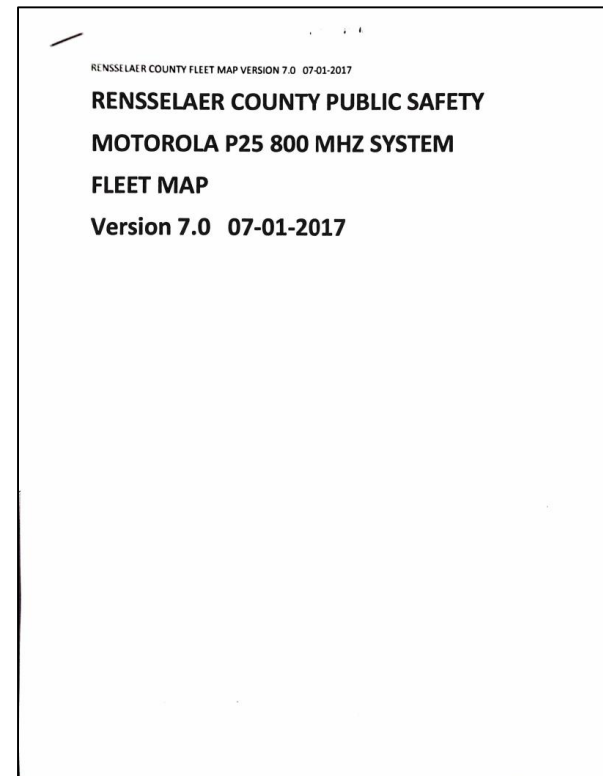 RENSSELAER COUNTY FLEET MAP VERSION 7.0 07-01-2017
RENSSELAER COUNTY PUBLIC SAFETY
MOTOROLA P25 800 MHZ SYSTEM
FLEET MAP
Version 7.0 07-01-2017